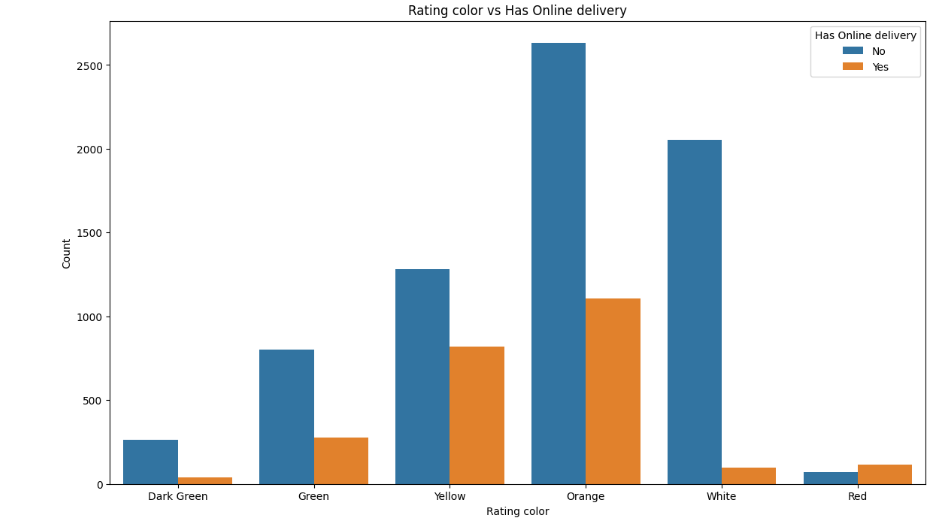 Rating color vs Has Online delivery
Has Online delivery
No
Yes
Count
2500
2000
1500
1000
500
0
Dark Green Green Yellow Orange White Red
Rating color